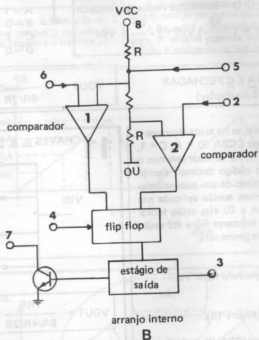 VCC
8
R
6
5
2
1
comparador
R
2
comparador
OU
4
flip flop
7
estágio de
saída
3
arranjo interno
B